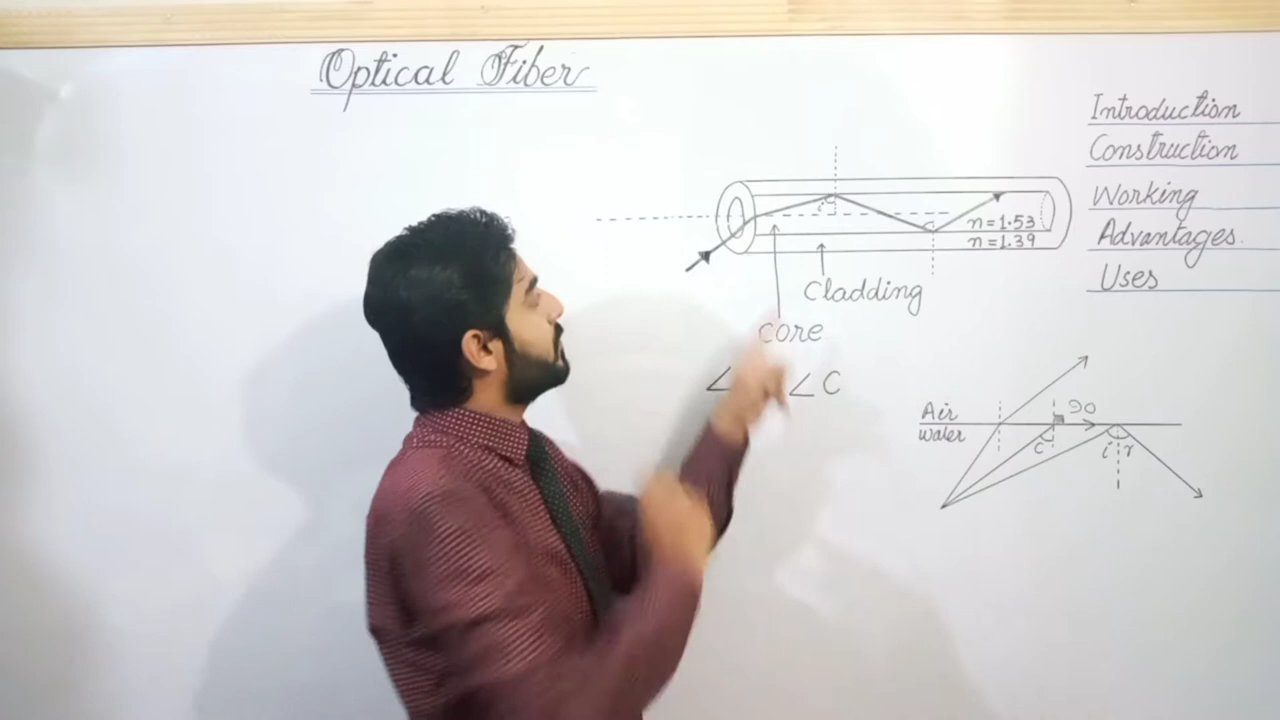 Optical Fiber
Introduction
Construction
Working
Advantages.
Uses
i
n=1.53
n=1.39
Cladding
core
∠ ∠C
Air
water
90
c
i r